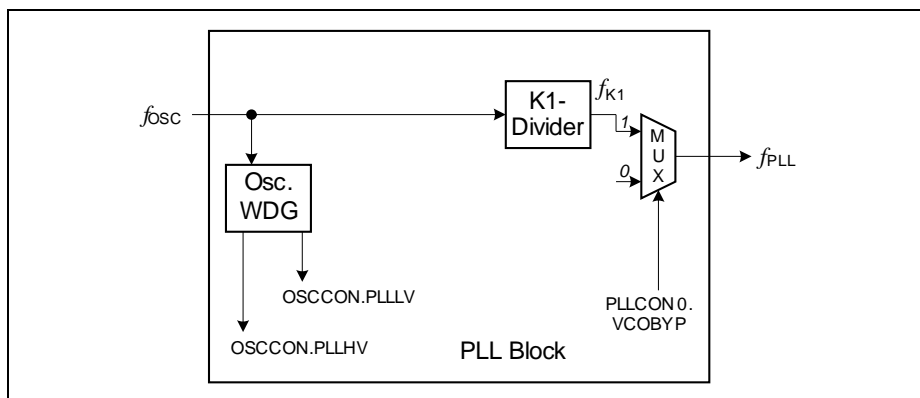 fOSC
K1-
Divider
fK1
1
0
M
U
X
fPLL
Osc.
WDG
OSCCON.PLLLV
OSCCON.PLLHV
PLLCON0.
VCOBYP
PLL Block